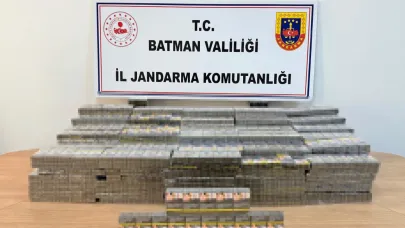 T.C.
BATMAN VALİLİĞİ
İL JANDARMA KOMUTANLIĞI